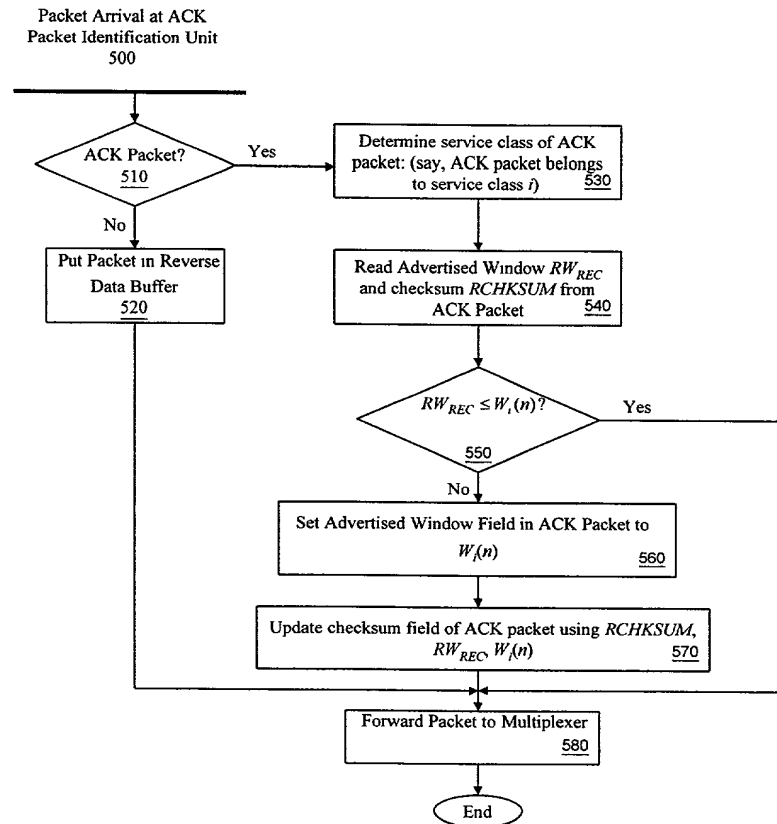 Packet Arrival at ACK
Packet Identification Unit
500
ACK Packet?
510
Yes
No
Put Packet in Reverse
Data Buffer
520
Determine service class of ACK
packet: (say, ACK packet belongs
to service class i)
530
Read Advertised Window RW_REC
and checksum RCHKSUM from
ACK Packet
540
RW_REC ≤ W_i(n)?
550
Yes
No
Set Advertised Window Field in ACK Packet to
W_i(n)
560
Update checksum field of ACK packet using RCHKSUM,
RW_REC, W_i(n)
570
Forward Packet to Multiplexer
580
End